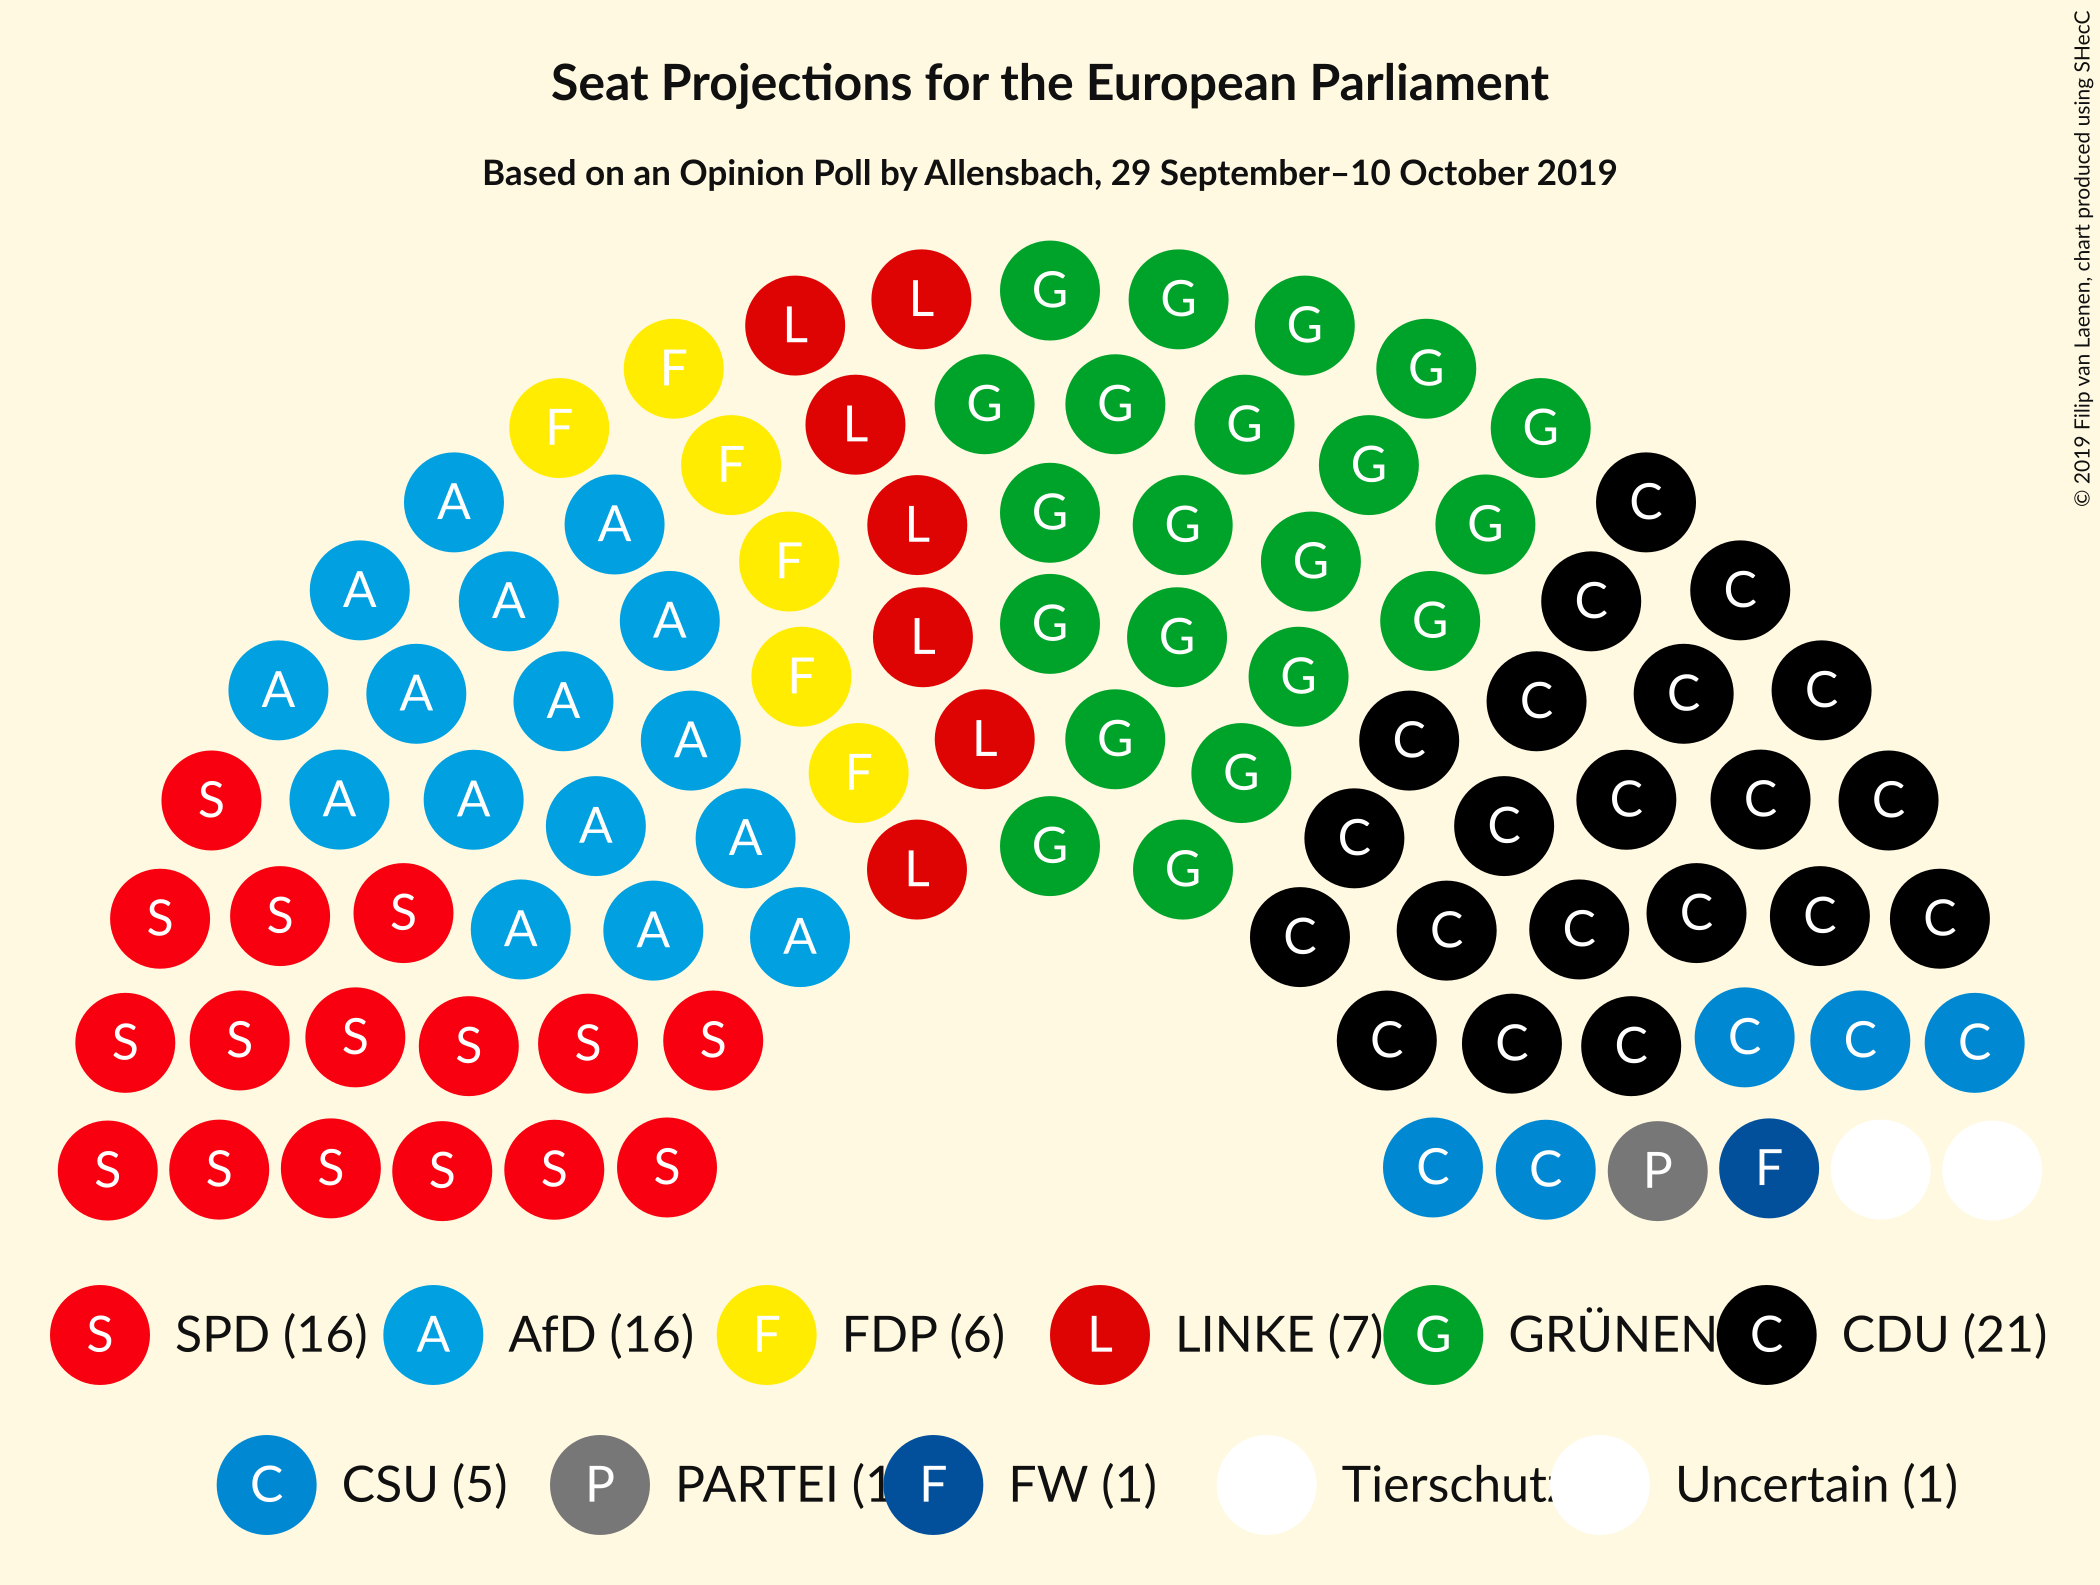 Seat Projections for the European Parliament
Based on an Opinion Poll by Allensbach, 29 September–10 October 2019
© 2019 Filip van Laenen, chart produced using SHecC
L L G G G
F L G G G G
F F G G G
A A F L G G G G C
A A A F L G G G G C C
A A A A F L G G C C C C
S A A A A F L G G C C C C C C
S S S A A A C C C C C C
S S S S S S C C C C C C
S S S S S S C C P F
S SPD (16) A AfD (16) F FDP (6) L LINKE (7) G GRÜNEN C CDU (21)
C CSU (5) P PARTEI (1 F FW (1) Tierschutz Uncertain (1)